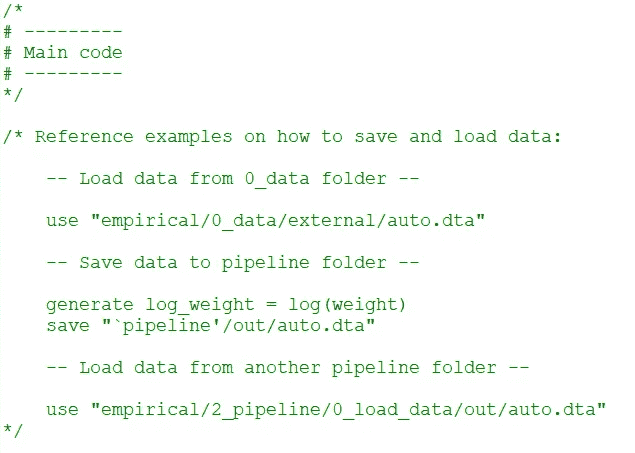 /*
# ---------
# Main code
# ---------
*/
/* Reference examples on how to save and load data:
-- Load data from 0_data folder --
use "empirical/0_data/external/auto.dta"
-- Save data to pipeline folder --
generate log_weight = log(weight)
save "`pipeline'/out/auto.dta"
-- Load data from another pipeline folder --
use "empirical/2_pipeline/0_load_data/out/auto.dta"
*/